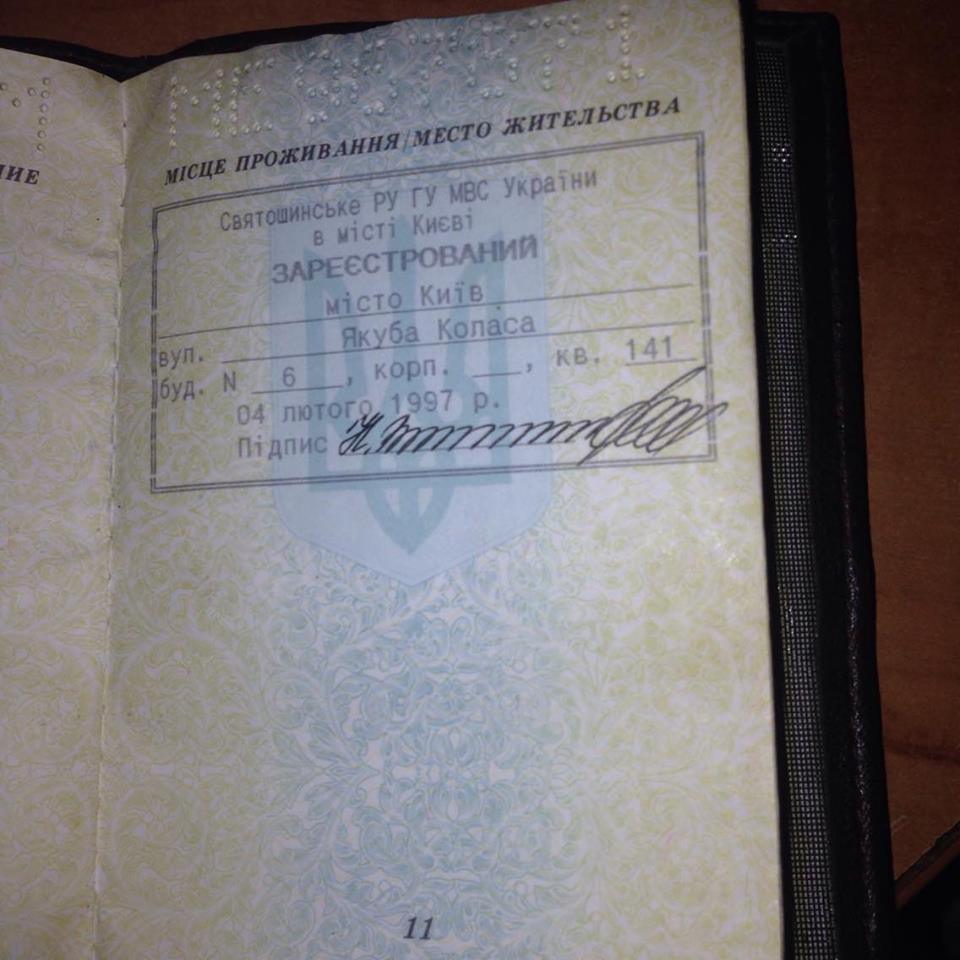 НИЕ
МІСЦЕ ПРОЖИВАННЯ/МЕСТО ЖИТЕЛЬСТВА
Святошинське РУ ГУ МВС України
в місті Києві
ЗАРЕЄСТРОВАНИЙ
місто Київ
вул. Якуба Коласа
буд. N 6, корп. ___, кв. 141
04 лютого 1997 р.
Підпис
11